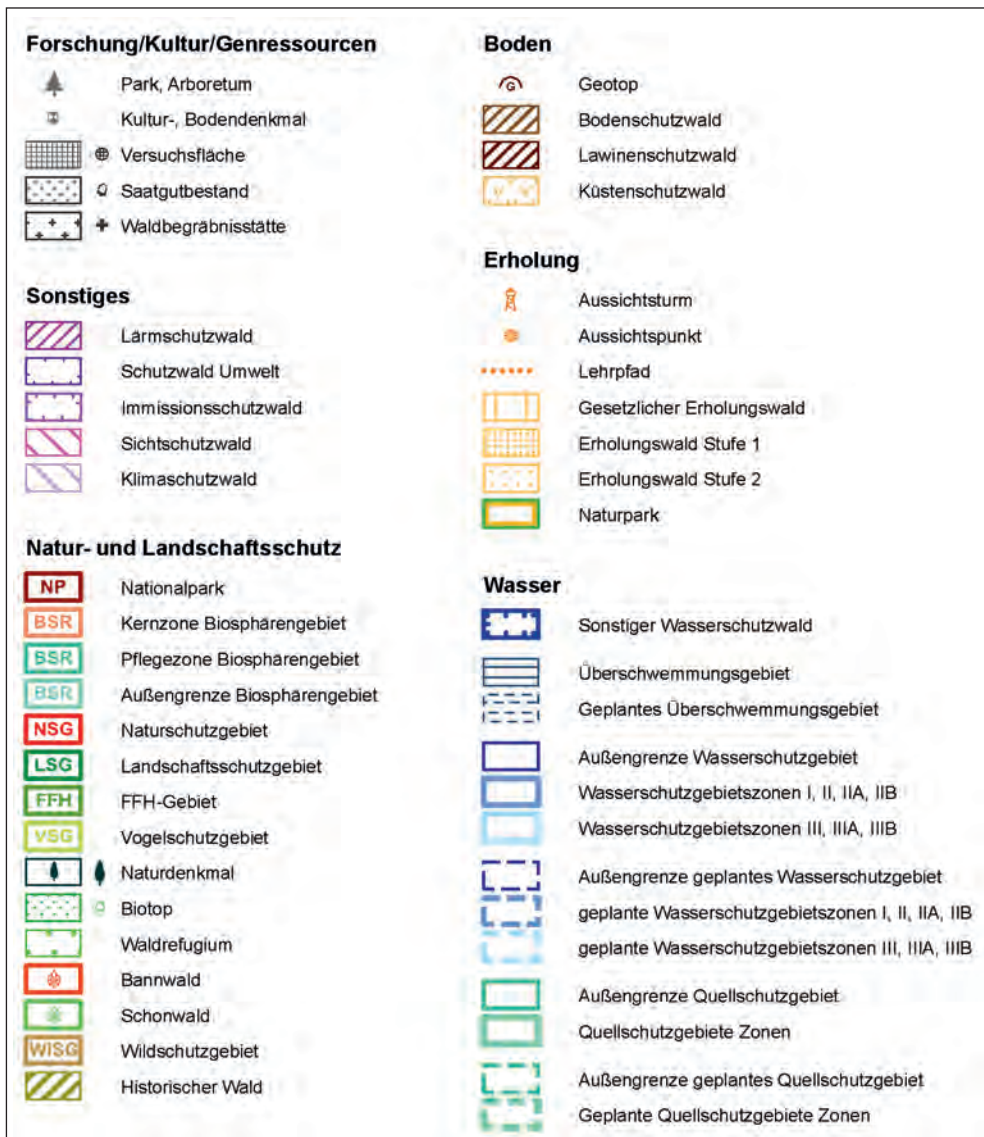 Forschung/Kultur/Genressourcen
Park, Arboretum
Kultur-, Bodendenkmal
Versuchsfläche
Saatgutbestand
Waldbegräbnisstätte
Sonstiges
Lärmschutzwald
Schutzwald Umwelt
Immissionsschutzwald
Sichtschutzwald
Klimaschutzwald
Natur- und Landschaftsschutz
NP Nationalpark
BSR Kernzone Biosphärengebiet
BSR Pflegezone Biosphärengebiet
BSR Außengrenze Biosphärengebiet
NSG Naturschutzgebiet
LSG Landschaftsschutzgebiet
FFH FFH-Gebiet
VSG Vogelschutzgebiet
Naturdenkmal
Biotop
Waldrefugium
Bannwald
Schonwald
WISG Wildschutzgebiet
Historischer Wald
Boden
G Geotop
Bodenschutzwald
Lawinenschutzwald
Küstenschutzwald
Erholung
Aussichtsturm
Aussichtspunkt
Lehrpfad
Gesetzlicher Erholungswald
Erholungswald Stufe 1
Erholungswald Stufe 2
Naturpark
Wasser
Sonstiger Wasserschutzwald
Überschwemmungsgebiet
Geplantes Überschwemmungsgebiet
Außengrenze Wasserschutzgebiet
Wasserschutzgebietszonen I, II, IIA, IIB
Wasserschutzgebietszonen III, IIIA, IIIB
Außengrenze geplantes Wasserschutzgebiet
geplante Wasserschutzgebietszonen I, II, IIA, IIB
geplante Wasserschutzgebietszonen III, IIIA, IIIB
Außengrenze Quellschutzgebiet
Quellschutzgebiete Zonen
Außengrenze geplantes Quellschutzgebiet
Geplante Quellschutzgebiete Zonen